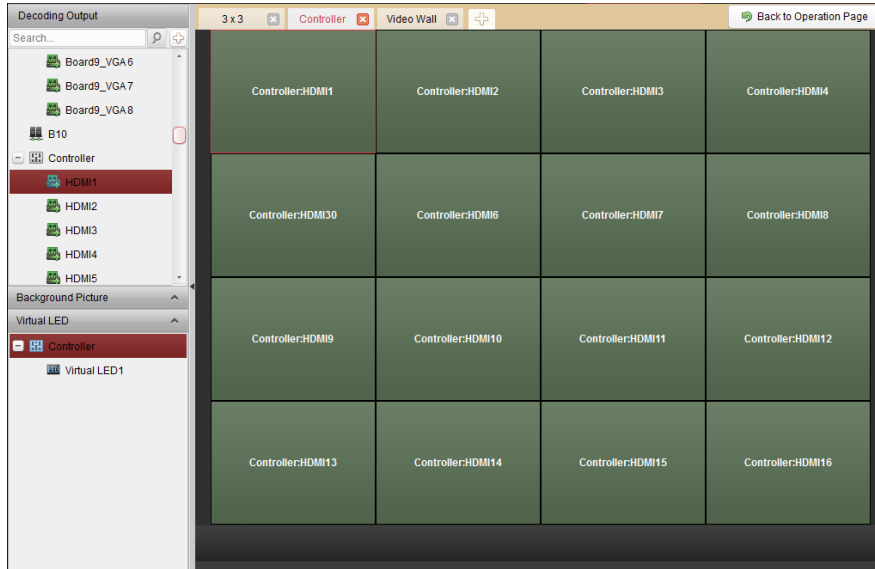 Decoding Output
Search...
Board9_VGA6
Board9_VGA7
Board9_VGA8
B10
Controller
HDMI1
HDMI2
HDMI3
HDMI4
HDMI5
Background Picture
Virtual LED
Controller
LED Virtual LED1
3 x 3 Controller Video Wall Back to Operation Page
Controller:HDMI1 Controller:HDMI2 Controller:HDMI3 Controller:HDMI4
Controller:HDMI30 Controller:HDMI6 Controller:HDMI7 Controller:HDMI8
Controller:HDMI9 Controller:HDMI10 Controller:HDMI11 Controller:HDMI12
Controller:HDMI13 Controller:HDMI14 Controller:HDMI15 Controller:HDMI16